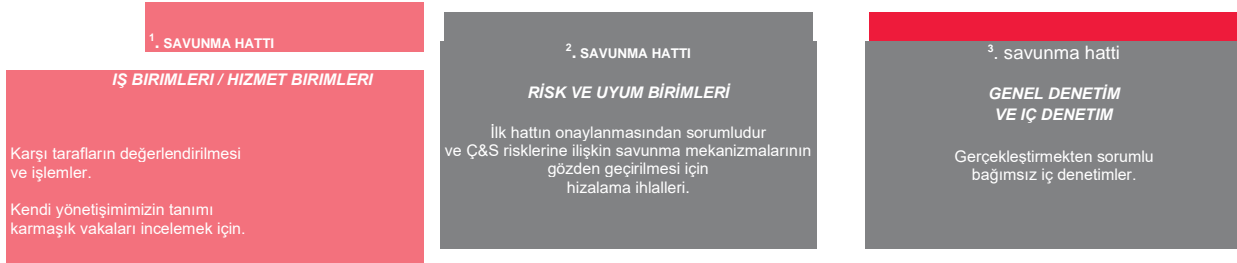 1. SAVUNMA HATTI
IŞ BIRIMLERI / HIZMET BIRIMLERI
Karşı tarafların değerlendirilmesi
ve işlemler.
Kendi yönetişimimizin tanımı
karmaşık vakaları incelemek için.
2. SAVUNMA HATTI
RİSK VE UYUM BİRİMLERİ
İlk hattın onaylanmasından sorumludur
ve Ç&S risklerine ilişkin savunma mekanizmalarının
gözden geçirilmesi için
hizalama ihlalleri.
3. savunma hatti
GENEL DENETİM
VE IÇ DENETIM
Gerçekleştirmekten sorumlu
bağımsız iç denetimler.